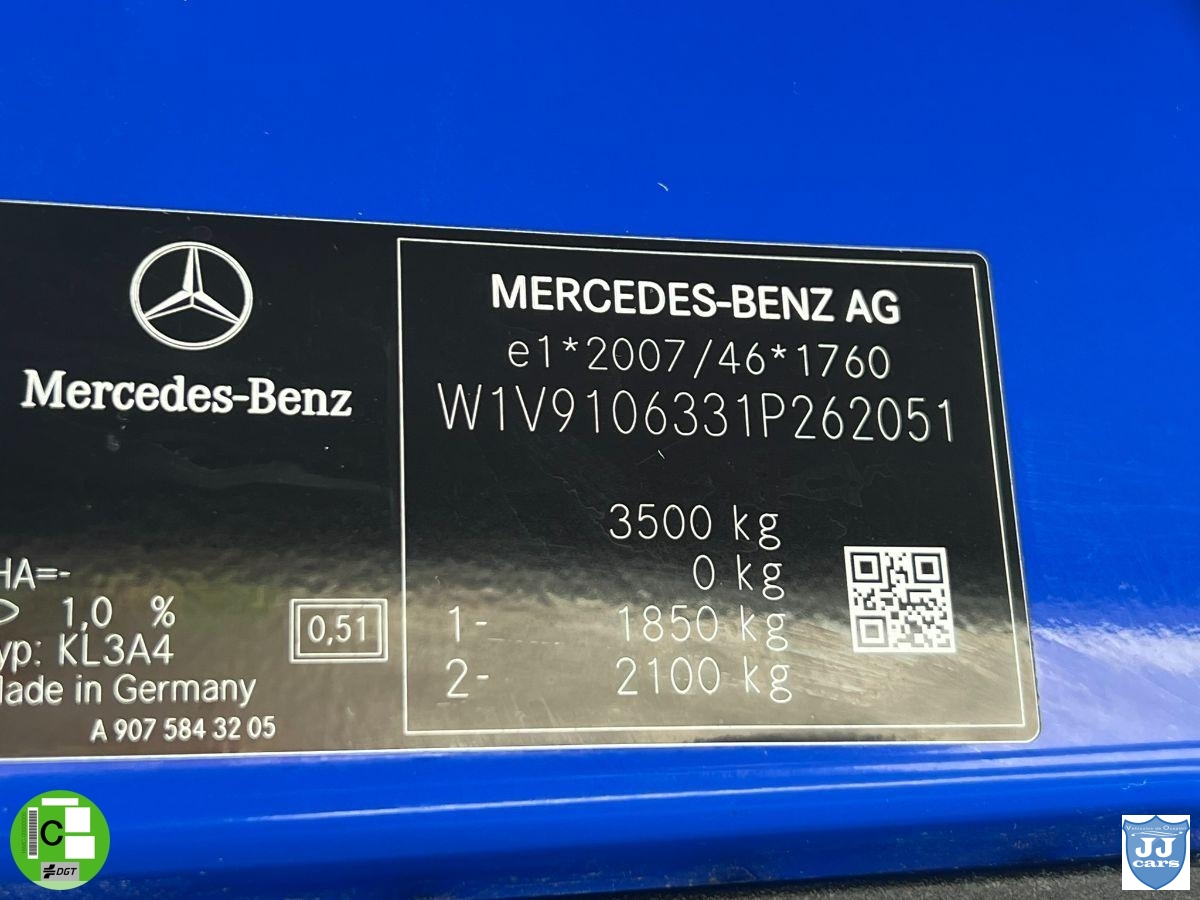 Mercedes-Benz
HA=-
1,0 %
yp: KL3A4
lade in Germany
A 907 584 32 05
0,51
MERCEDES-BENZ AG
e1*2007/46*1760
W1V9106331P262051
3500 kg
0 kg
1- 1850 kg
2- 2100 kg
C
DGT
JJ
cars